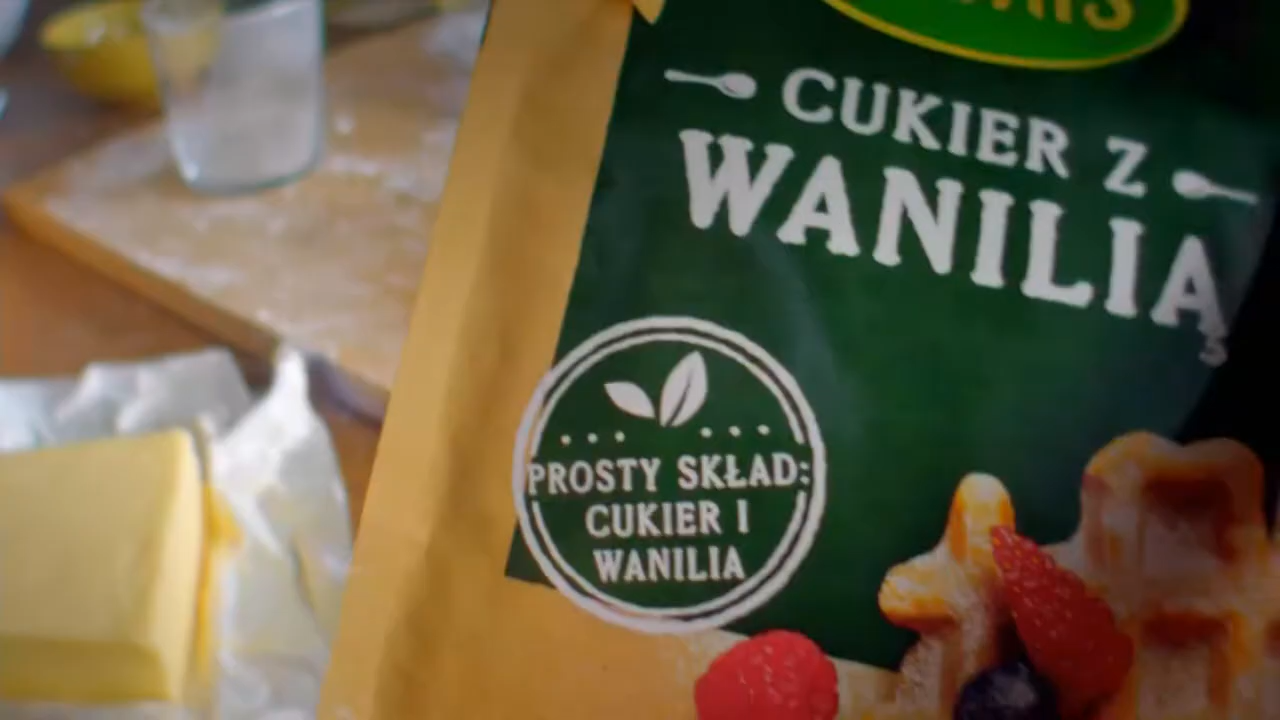 CUKIER Z
WANILIĄ
PROSTY SKŁAD:
CUKIER I
WANILIA